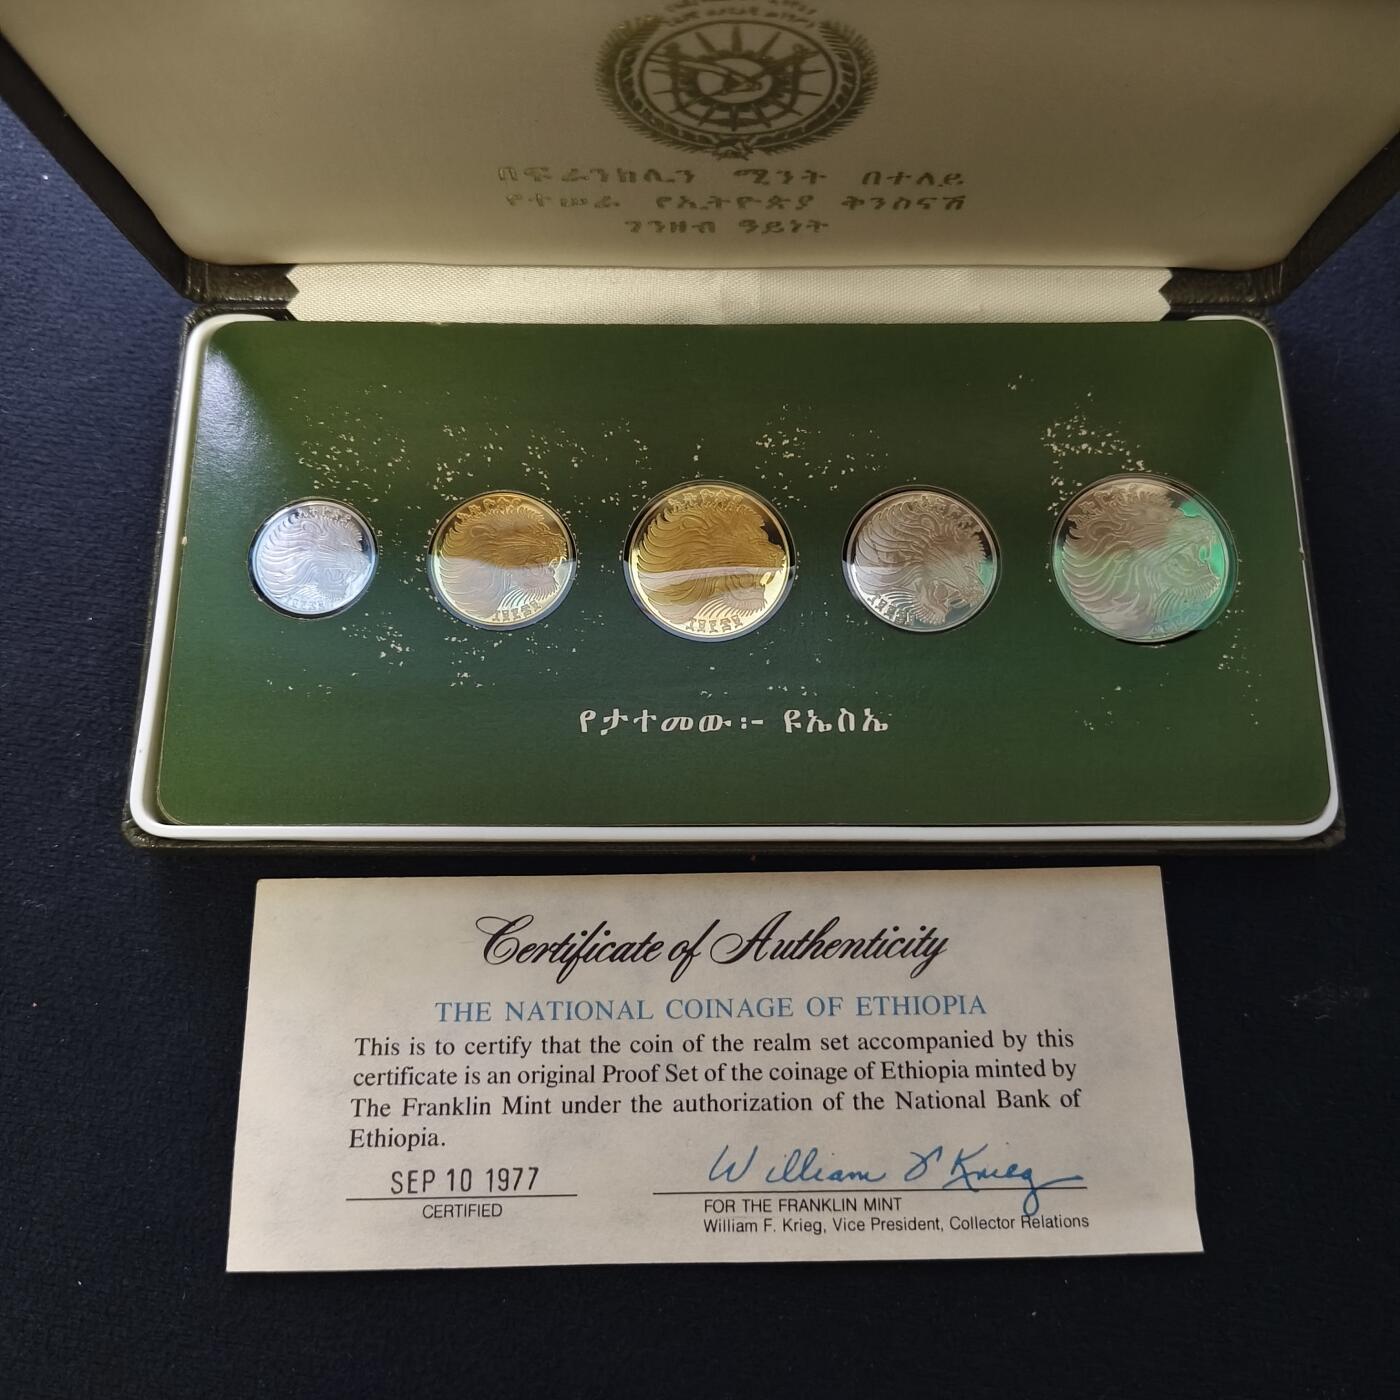 በፍራንክሊን ሚንት በተለይ
የተሠራ የኢትዮጵያ ቅንስናሽ
ገንዘብ ዓይነት
የታተመው፡- ዩኤስኤ
Certificate of Authenticity
THE NATIONAL COINAGE OF ETHIOPIA
This is to certify that the coin of the realm set accompanied by this
certificate is an original Proof Set of the coinage of Ethiopia minted by
The Franklin Mint under the authorization of the National Bank of
Ethiopia.
SEP 10 1977
CERTIFIED
William F Krieg
FOR THE FRANKLIN MINT
William F. Krieg, Vice President, Collector Relations